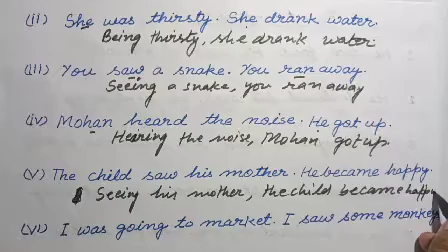 (ii) She was thirsty. She drank water.
Being thirsty, she drank water
(iii) You saw a snake. You ran away.
Seeing a snake, you ran away
(iv) Mohan heard the noise. He got up.
Hearing the noise, Mohan got up.
(v) The child saw his mother. He became happy.
Seeing his mother, the child became happy
(vi) I was going to market. I saw some monkey